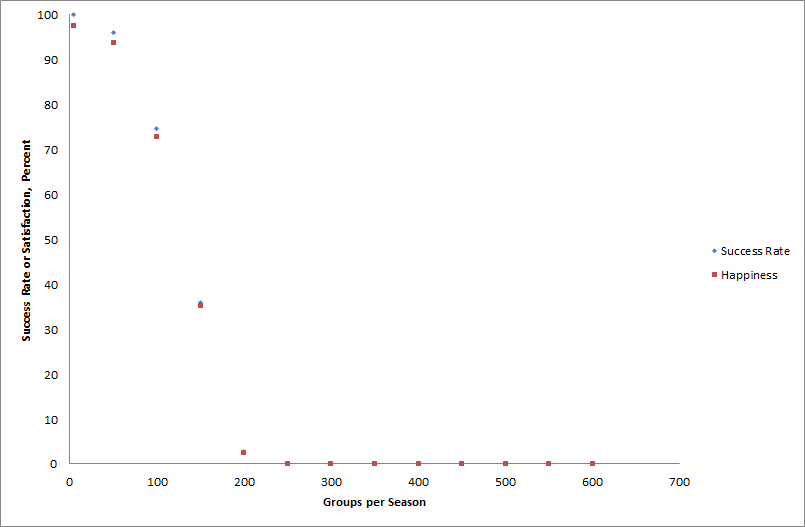 Success Rate or Satisfaction, Percent
100
90
80
70
60
50
40
30
20
10
0
0 100 200 300 400 500 600 700
Groups per Season
Success Rate
Happiness